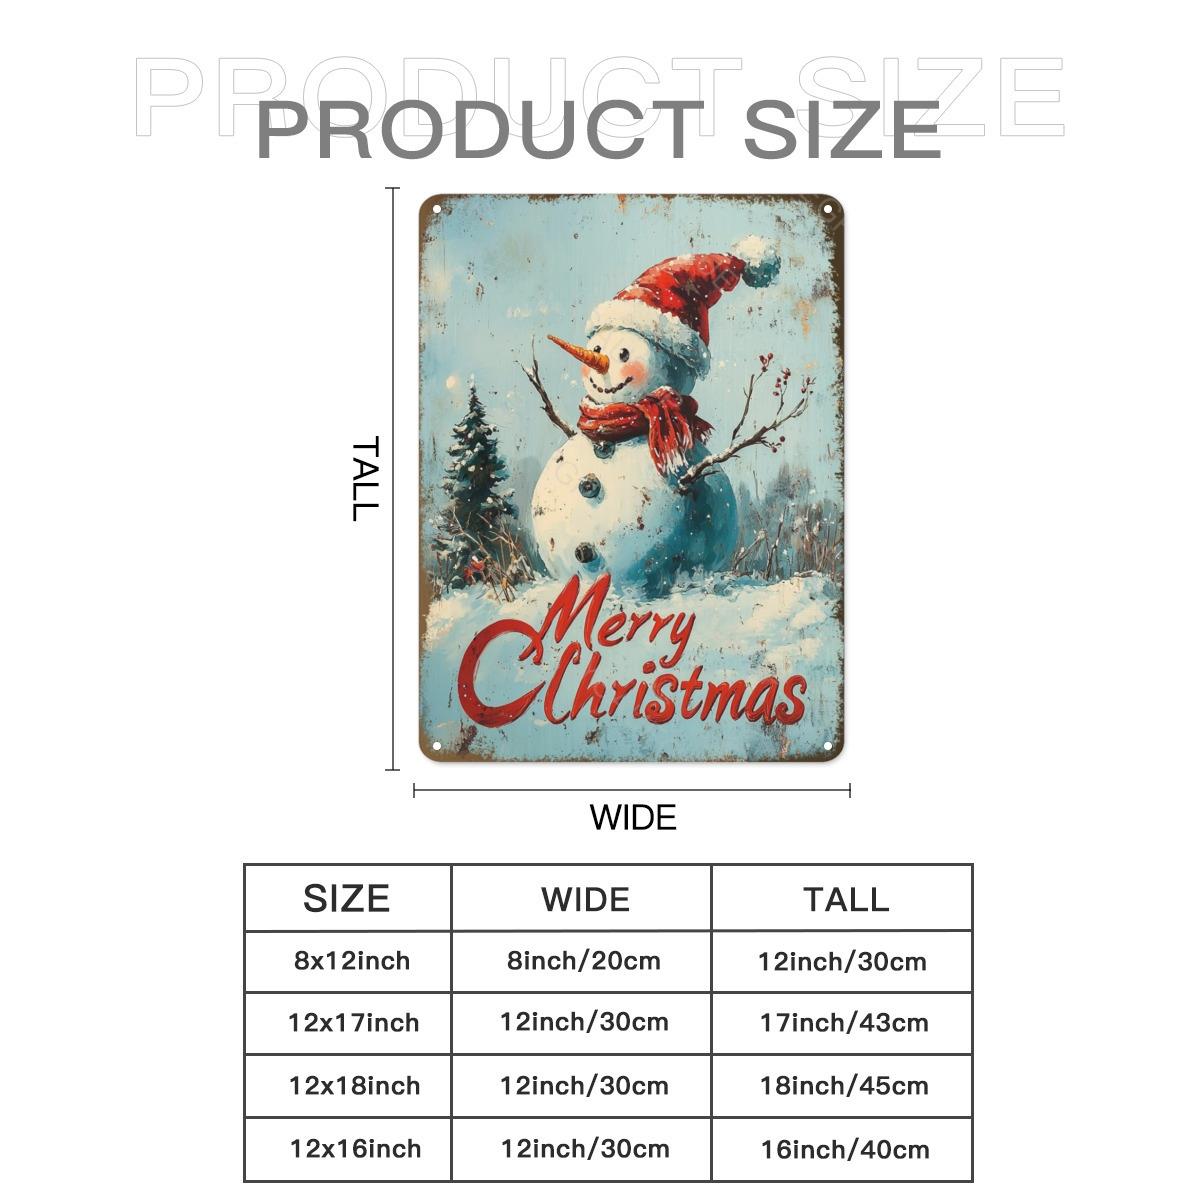 PRODUCT SIZE
PRODUCT SIZE
TALL
Merry
Christmas
WIDE
SIZE WIDE TALL
8x12inch 8inch/20cm 12inch/30cm
12x17inch 12inch/30cm 17inch/43cm
12x18inch 12inch/30cm 18inch/45cm
12x16inch 12inch/30cm 16inch/40cm